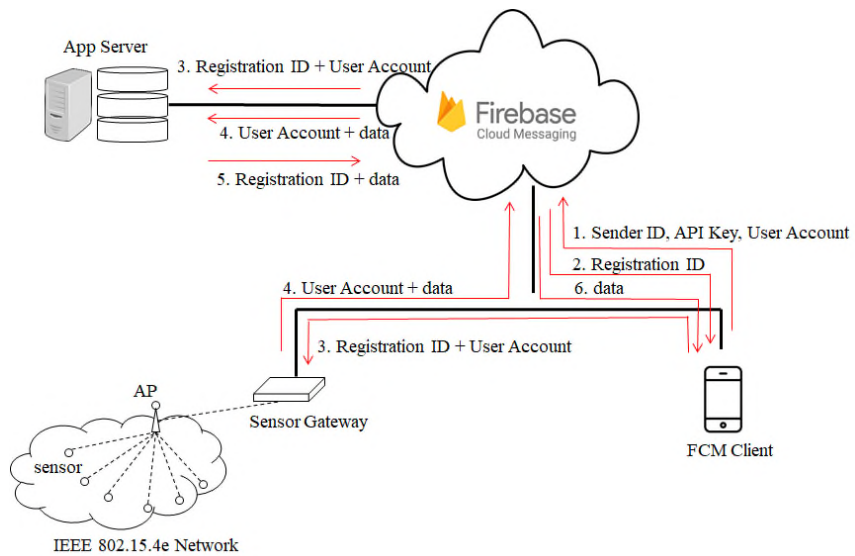 App Server
3. Registration ID + User Account
Firebase
Cloud Messaging
4. User Account + data
5. Registration ID + data
1. Sender ID, API Key, User Account
2. Registration ID
4. User Account + data
6. data
3. Registration ID + User Account
AP
Sensor Gateway
FCM Client
sensor
IEEE 802.15.4e Network